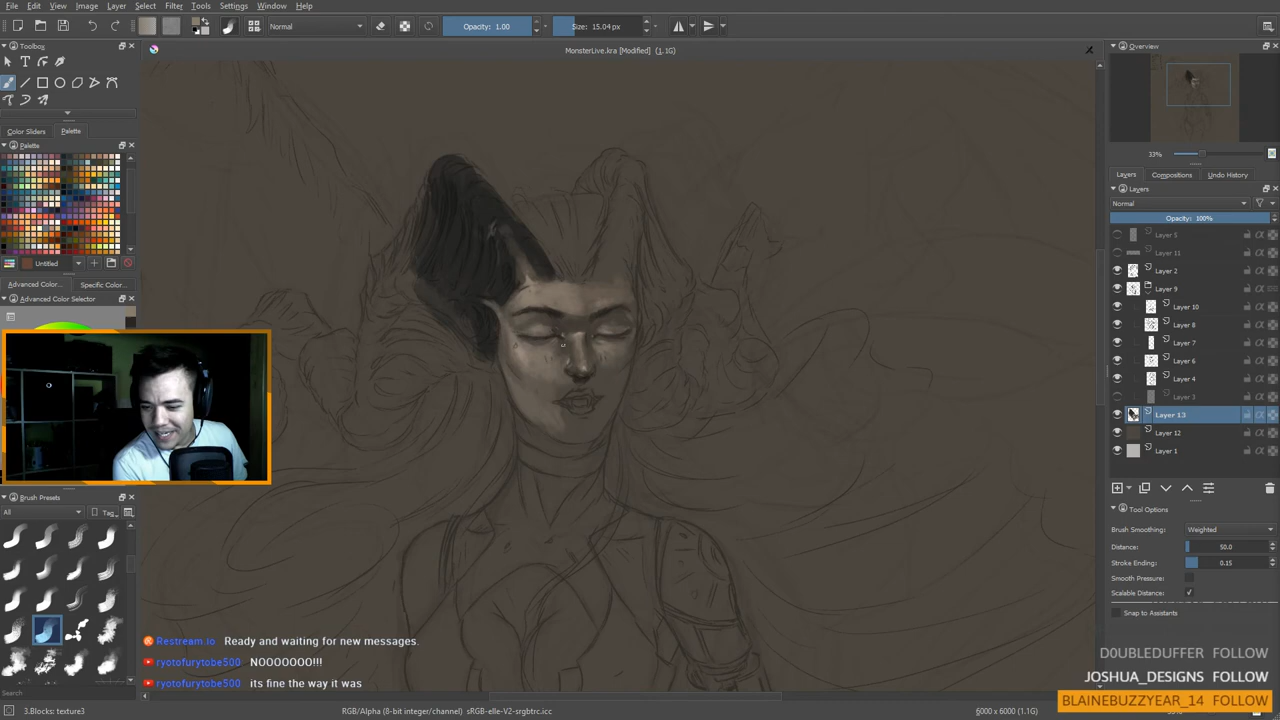 File Edit View Image Layer Select Filter Tools Settings Window Help
Normal Opacity: 1.00 Size: 15.04 px
Toolbox
MonsterLive.kra [Modified] (1.1G)
Overview
33%
Color Sliders Palette
Palette
Untitled
Advanced Color... Specific Color...
Advanced Color Selector
Layers Compositions Undo History
Layers
Normal
Opacity: 100%
Layer 5
Layer 11
Layer 2
Layer 9
Layer 10
Layer 8
Layer 7
Layer 6
Layer 4
Layer 3
Layer 13
Layer 12
Layer 1
Tool Options
Brush Smoothing: Weighted
Distance: 50.0
Stroke Ending: 0.15
Smooth Pressure:
Scalable Distance:
Snap to Assistants
Brush Presets
All Tag
Search
Restream.io Ready and waiting for new messages.
ryotofurytobe500 NOOOOOOO!!!
ryotofurytobe500 its fine the way it was
D0UBLEDUFFER FOLLOW
JOSHUA_DESIGNS FOLLOW
BLAINEBUZZYEAR_14 FOLLOW
3.Blocks: texture3
RGB/Alpha (8-bit integer/channel) sRGB-elle-V2-srgbtrc.icc
6000 x 6000 (1.1G)